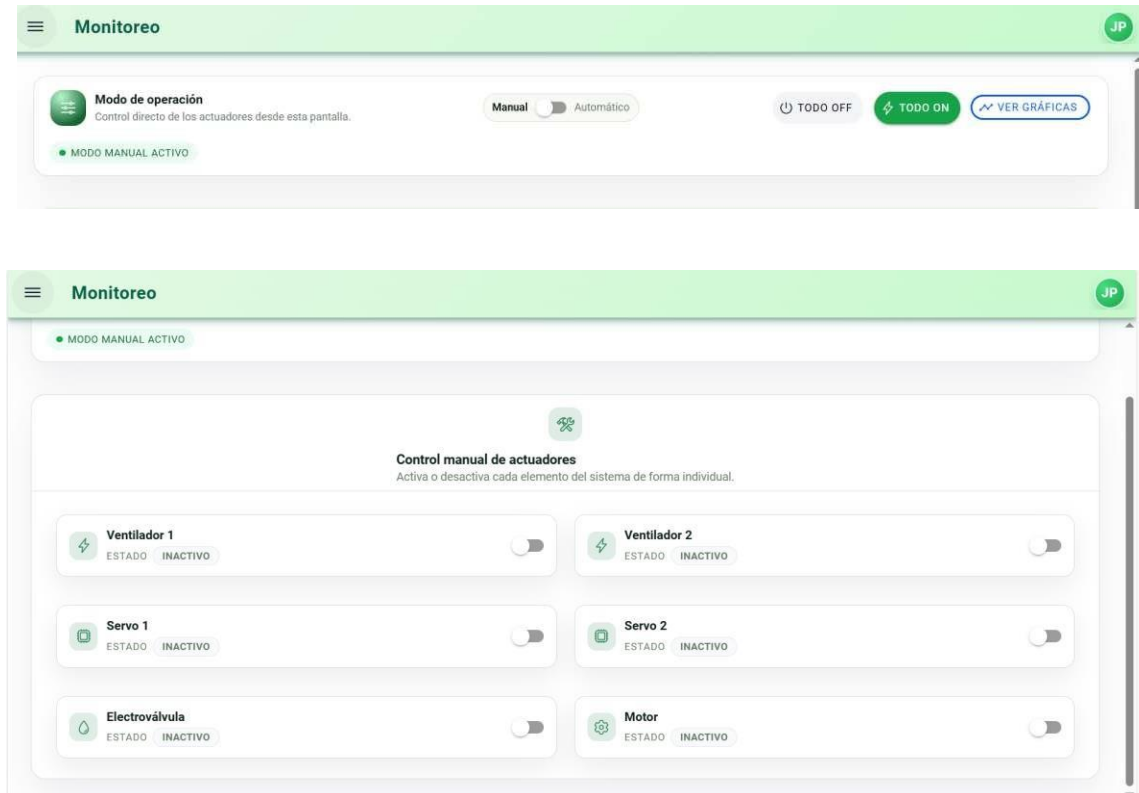 Monitoreo
JP
Modo de operación
Control directo de los actuadores desde esta pantalla.
Manual Automático
TODO OFF
TODO ON
VER GRÁFICAS
MODO MANUAL ACTIVO
Monitoreo
JP
MODO MANUAL ACTIVO
Control manual de actuadores
Activa o desactiva cada elemento del sistema de forma individual.
Ventilador 1
ESTADO INACTIVO
Ventilador 2
ESTADO INACTIVO
Servo 1
ESTADO INACTIVO
Servo 2
ESTADO INACTIVO
Electroválvula
ESTADO INACTIVO
Motor
ESTADO INACTIVO